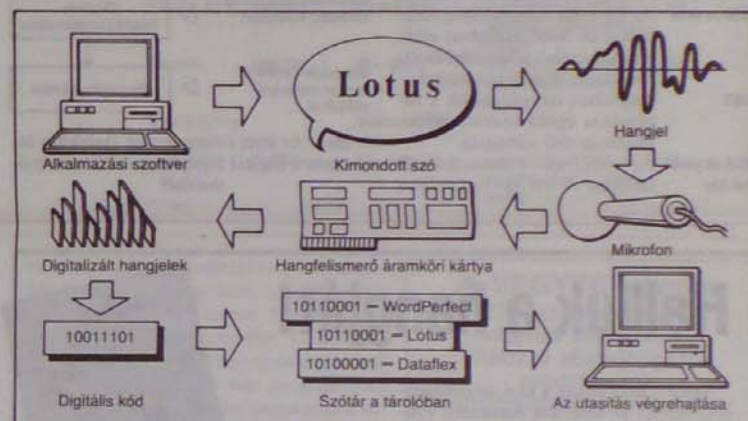 Lotus
Alkalmazási szoftver
Kimondott szó
Hangjel
Mikrofon
Hangfelismerő áramköri kártya
Digitalizált hangjelek
10011101
Digitális kód
10110001 – WordPerfect
10110001 – Lotus
10100001 – Dataflex
Szótár a tárolóban
Az utasítás végrehajtása